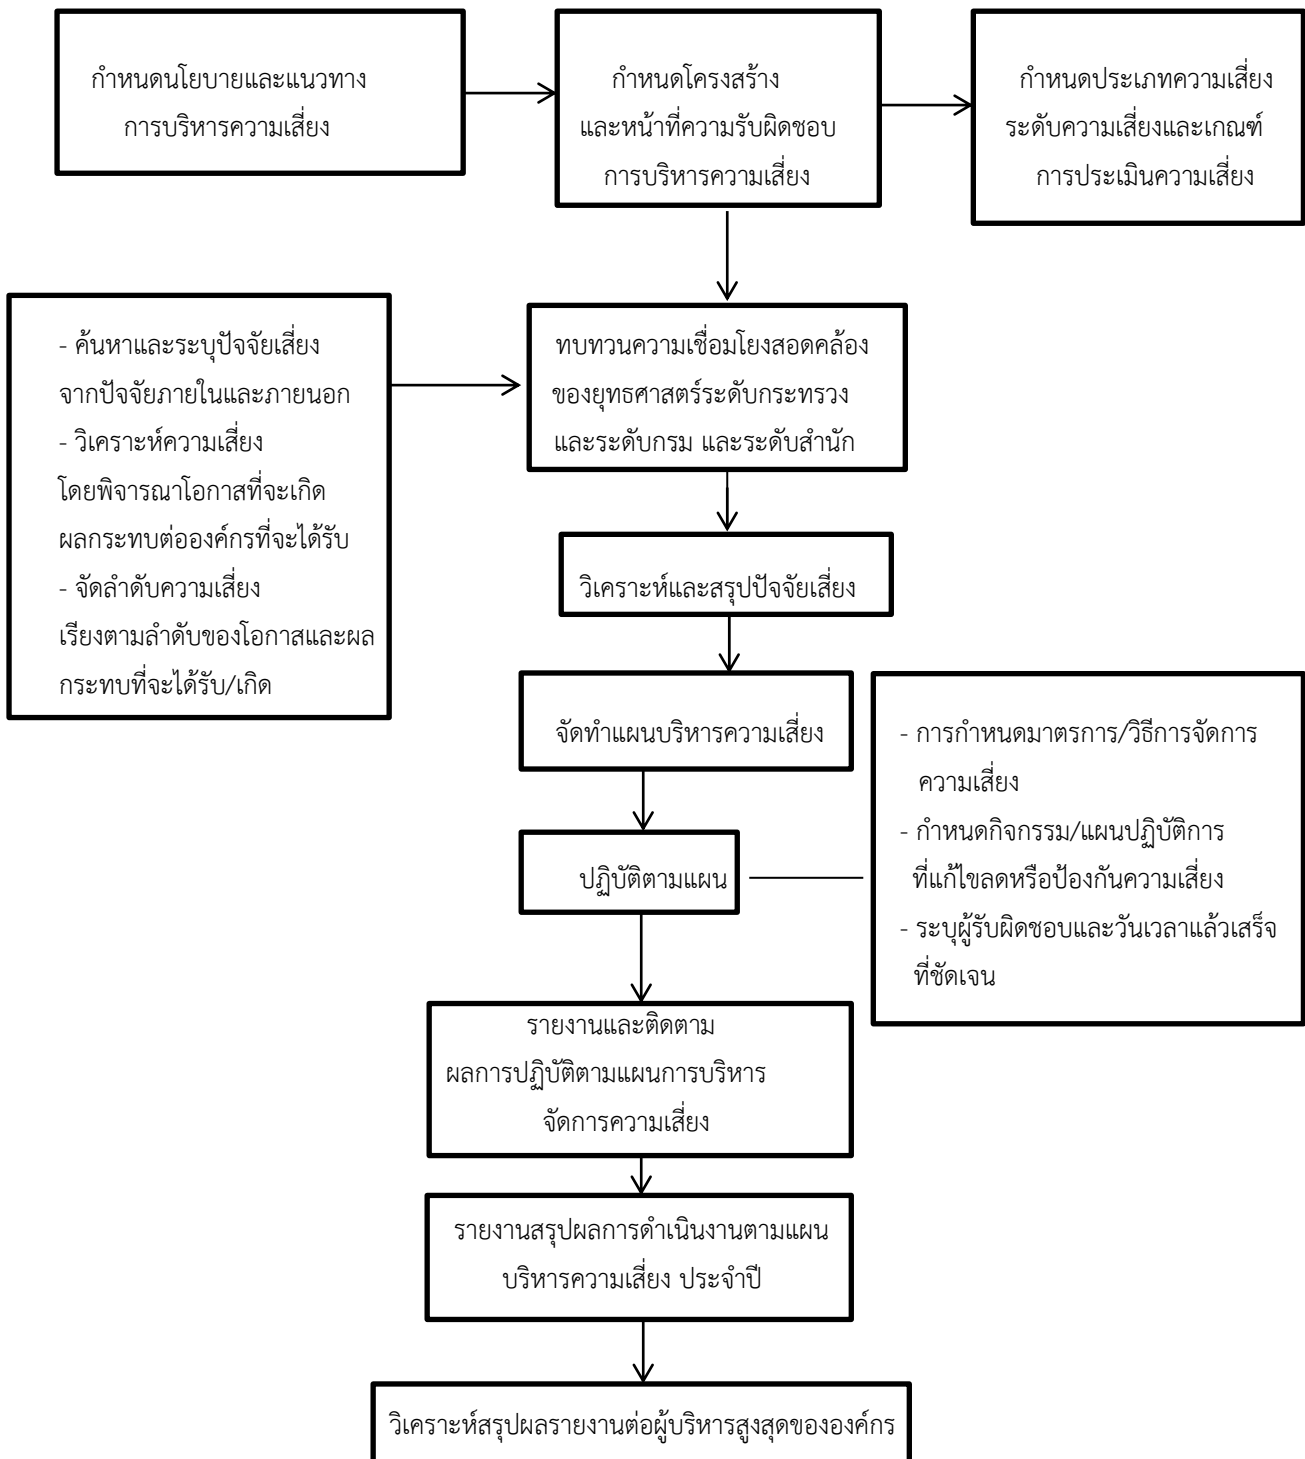 กำหนดนโยบายและแนวทาง
การบริหารความเสี่ยง
กำหนดโครงสร้าง
และหน้าที่ความรับผิดชอบ
การบริหารความเสี่ยง
กำหนดประเภทความเสี่ยง
ระดับความเสี่ยงและเกณฑ์
การประเมินความเสี่ยง
- ค้นหาและระบุปัจจัยเสี่ยง
จากปัจจัยภายในและภายนอก
- วิเคราะห์ความเสี่ยง
โดยพิจารณาโอกาสที่จะเกิด
ผลกระทบต่อองค์กรที่จะได้รับ
- จัดลำดับความเสี่ยง
เรียงตามลำดับของโอกาสและผล
กระทบที่จะได้รับ/เกิด
ทบทวนความเชื่อมโยงสอดคล้อง
ของยุทธศาสตร์ระดับกระทรวง
และระดับกรม และระดับสำนัก
วิเคราะห์และสรุปปัจจัยเสี่ยง
จัดทำแผนบริหารความเสี่ยง
ปฏิบัติตามแผน
- การกำหนดมาตรการ/วิธีการจัดการ
ความเสี่ยง
- กำหนดกิจกรรม/แผนปฏิบัติการ
ที่แก้ไขลดหรือป้องกันความเสี่ยง
- ระบุผู้รับผิดชอบและวันเวลาแล้วเสร็จ
ที่ชัดเจน
รายงานและติดตาม
ผลการปฏิบัติตามแผนการบริหาร
จัดการความเสี่ยง
รายงานสรุปผลการดำเนินงานตามแผน
บริหารความเสี่ยง ประจำปี
วิเคราะห์สรุปผลรายงานต่อผู้บริหารสูงสุดขององค์กร